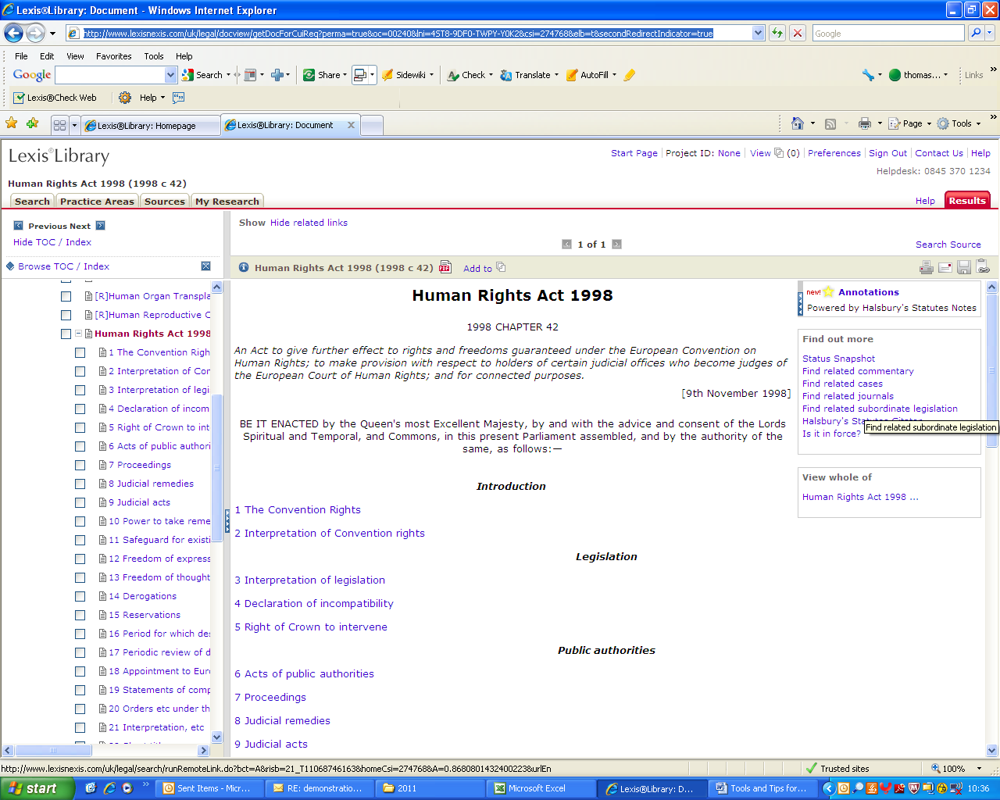 Lexis®Library: Document - Windows Internet Explorer
http://www.lexisnexis.com/uk/legal/docview/getDocForCuiReq?perma=true&oc=00240&lni=4ST8-9DF0-TWPY-Y0K2&csi=274768&elb=t&secondRedirectIndicator=true
Google
File Edit View Favorites Tools Help
Google Search Share Sidewiki Check Translate AutoFill thomas... Links
Lexis®Check Web Help
Lexis®Library: Homepage Lexis®Library: Document Page Tools
Lexis®Library
Start Page Project ID: None View (0) Preferences Sign Out Contact Us Help
Helpdesk: 0845 370 1234
Human Rights Act 1998 (1998 c 42)
Search Practice Areas Sources My Research Help Results
Previous Next
Hide TOC / Index
Browse TOC / Index
[R]Human Organ Transpla
[R]Human Reproductive C
Human Rights Act 1998
1 The Convention Righ
2 Interpretation of Con
3 Interpretation of legi
4 Declaration of incom
5 Right of Crown to int
6 Acts of public authori
7 Proceedings
8 Judicial remedies
9 Judicial acts
10 Power to take reme
11 Safeguard for existi
12 Freedom of express
13 Freedom of thought
14 Derogations
15 Reservations
16 Period for which des
17 Periodic review of d
18 Appointment to Euro
19 Statements of comp
20 Orders etc under th
21 Interpretation, etc
Show Hide related links
1 of 1
Search Source
Human Rights Act 1998 (1998 c 42) PDF Add to
Human Rights Act 1998
1998 CHAPTER 42
An Act to give further effect to rights and freedoms guaranteed under the European Convention on
Human Rights; to make provision with respect to holders of certain judicial offices who become judges of
the European Court of Human Rights; and for connected purposes.
[9th November 1998]
BE IT ENACTED by the Queen's most Excellent Majesty, by and with the advice and consent of the Lords
Spiritual and Temporal, and Commons, in this present Parliament assembled, and by the authority of the
same, as follows:—
Introduction
1 The Convention Rights
2 Interpretation of Convention rights
Legislation
3 Interpretation of legislation
4 Declaration of incompatibility
5 Right of Crown to intervene
Public authorities
6 Acts of public authorities
7 Proceedings
8 Judicial remedies
9 Judicial acts
new! Annotations
Powered by Halsbury's Statutes Notes
Find out more
Status Snapshot
Find related commentary
Find related cases
Find related journals
Find related subordinate legislation
Halsbury's Statutes Citator
Is it in force?
Find related subordinate legislation
View whole of
Human Rights Act 1998 ...
http://www.lexisnexis.com/uk/legal/search/runRemoteLink.do?bct=A&risb=21_T11068746163&homeCsi=274768&A=0.8680801432400223&urlEn
Trusted sites 100%
start Sent Items - Micr... RE: demonstratio... 2011 Microsoft Excel Lexis®Library: D... Tools and Tips for... 10:36